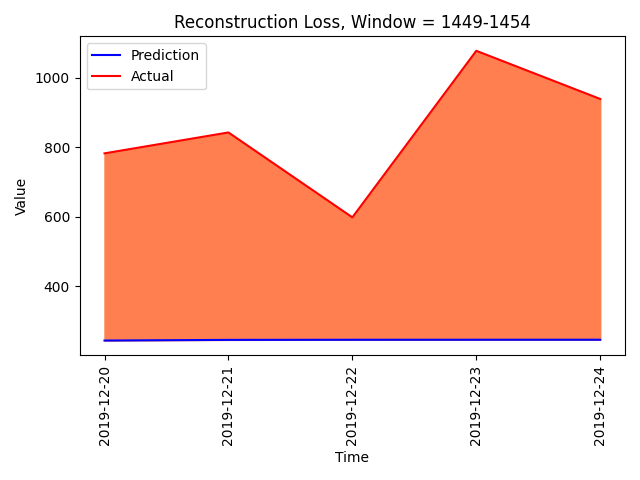 Reconstruction Loss, Window = 1449-1454
Prediction
Actual
1000
800
600
400
Value
2019-12-20
2019-12-21
2019-12-22
2019-12-23
2019-12-24
Time